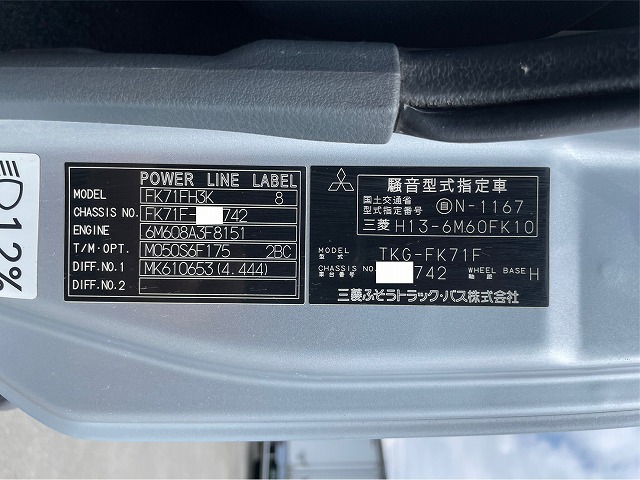 12%
POWER LINE LABEL
MODEL FK71FH3K 8
CHASSIS NO. FK71F- 742
ENGINE 6M608A3F8151
T/M・OPT. M050S6F175 2BC
DIFF.NO.1 MK610653(4.444)
DIFF.NO.2 -
騒音型式指定車
国土交通省
型式指定番号 自N-1167
三菱 H13-6M60FK10
MODEL
型式 TKG-FK71F
CHASSIS NO.
車台番号 742
WHEEL BASE
軸距 H
三菱ふそうトラック・バス株式会社